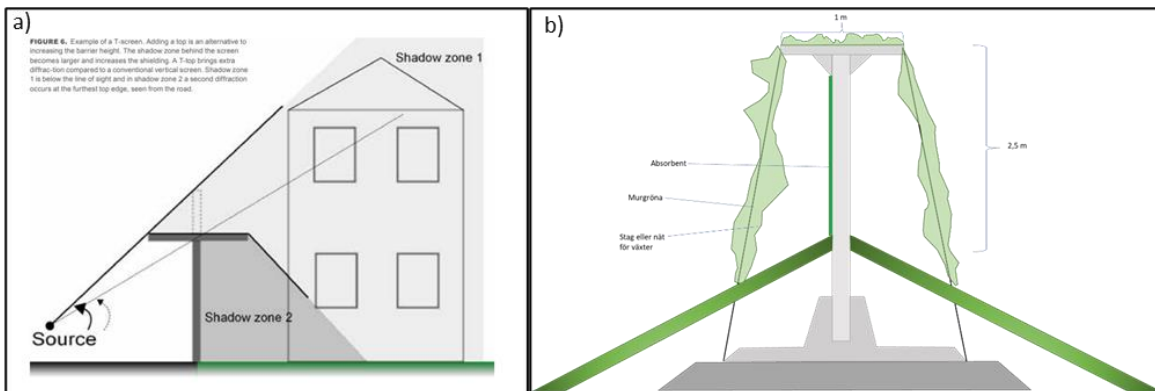 a)
FIGURE 6. Example of a T-screen. Adding a top is an alternative to
increasing the barrier height. The shadow zone behind the screen
becomes larger and increases the shielding. A T-top brings extra
diffrac-tion compared to a conventional vertical screen. Shadow zone
1 is below the line of sight and in shadow zone 2 a second diffraction
occurs at the furthest top edge, seen from the road.
Shadow zone 1
Shadow zone 2
Source
b)
1 m
2,5 m
Absorbent
Murgröna
Stag eller nät
för växter